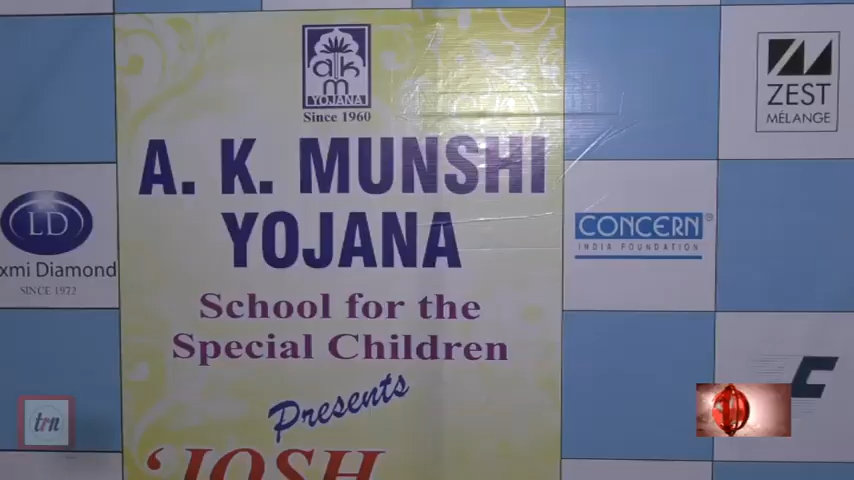 akm
YOJANA
Since 1960
A. K. MUNSHI
YOJANA
School for the
Special Children
Presents
'JOSH
LD
xmi Diamond
SINCE 1972
CONCERN®
INDIA FOUNDATION
ZEST
MÉLANGE
C
trn